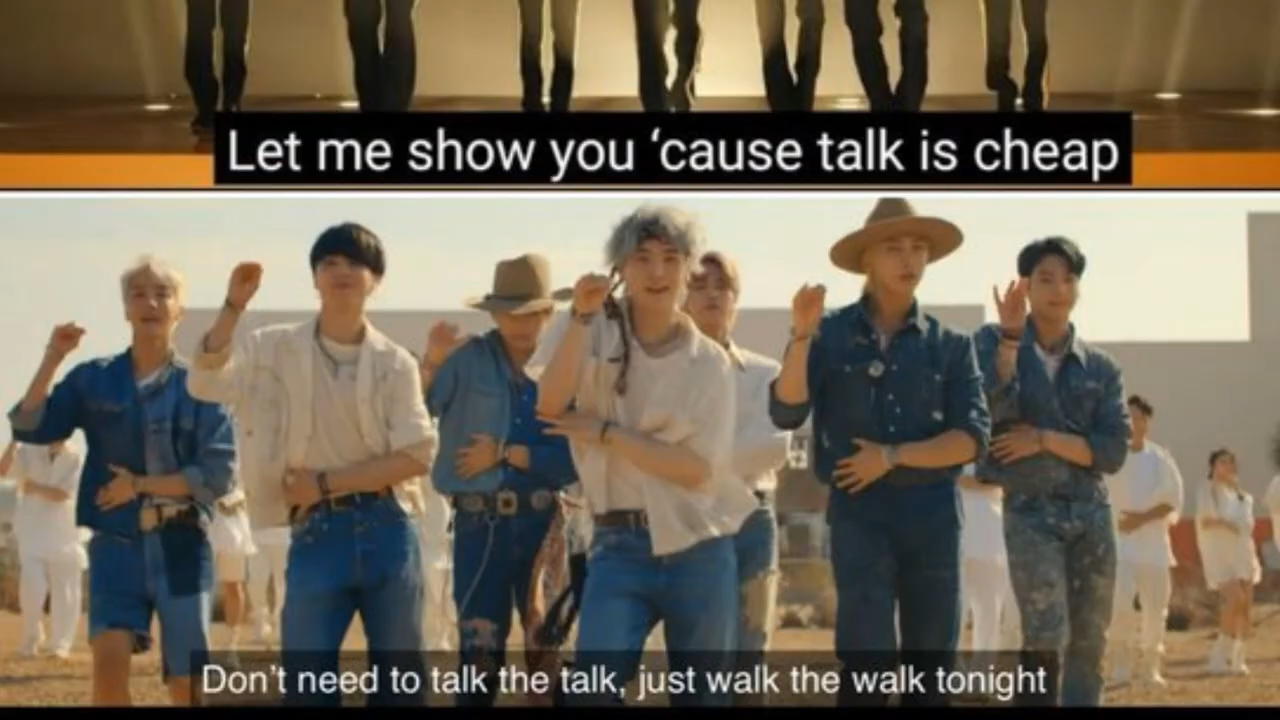 Let me show you ‘cause talk is cheap
Don’t need to talk the talk, just walk the walk tonight